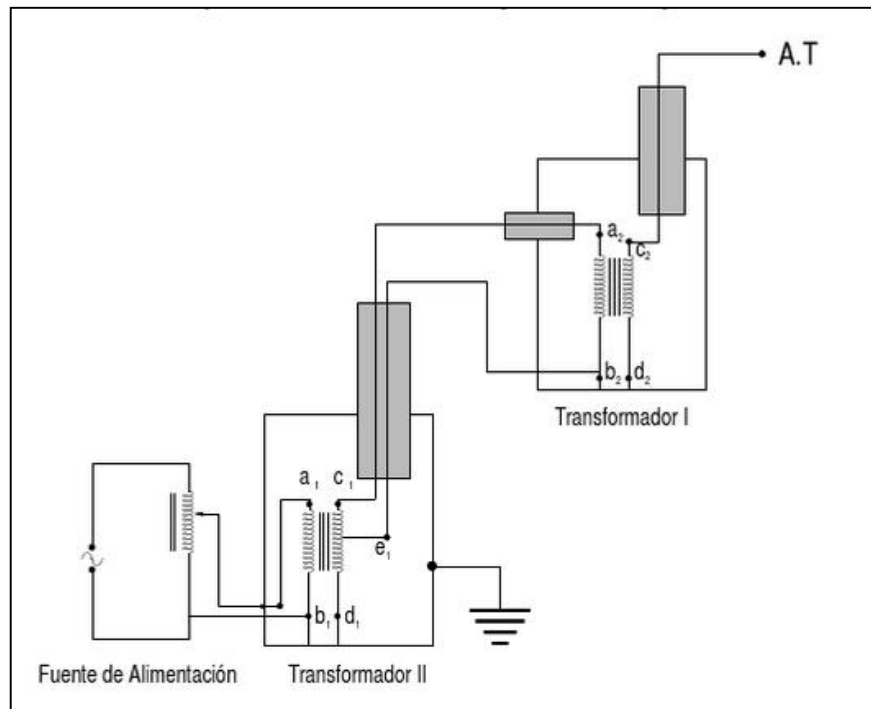 A.T
a₂
c₂
b₂ d₂
Transformador I
a₁ c₁
e₁
b₁ d₁
Fuente de Alimentación Transformador II